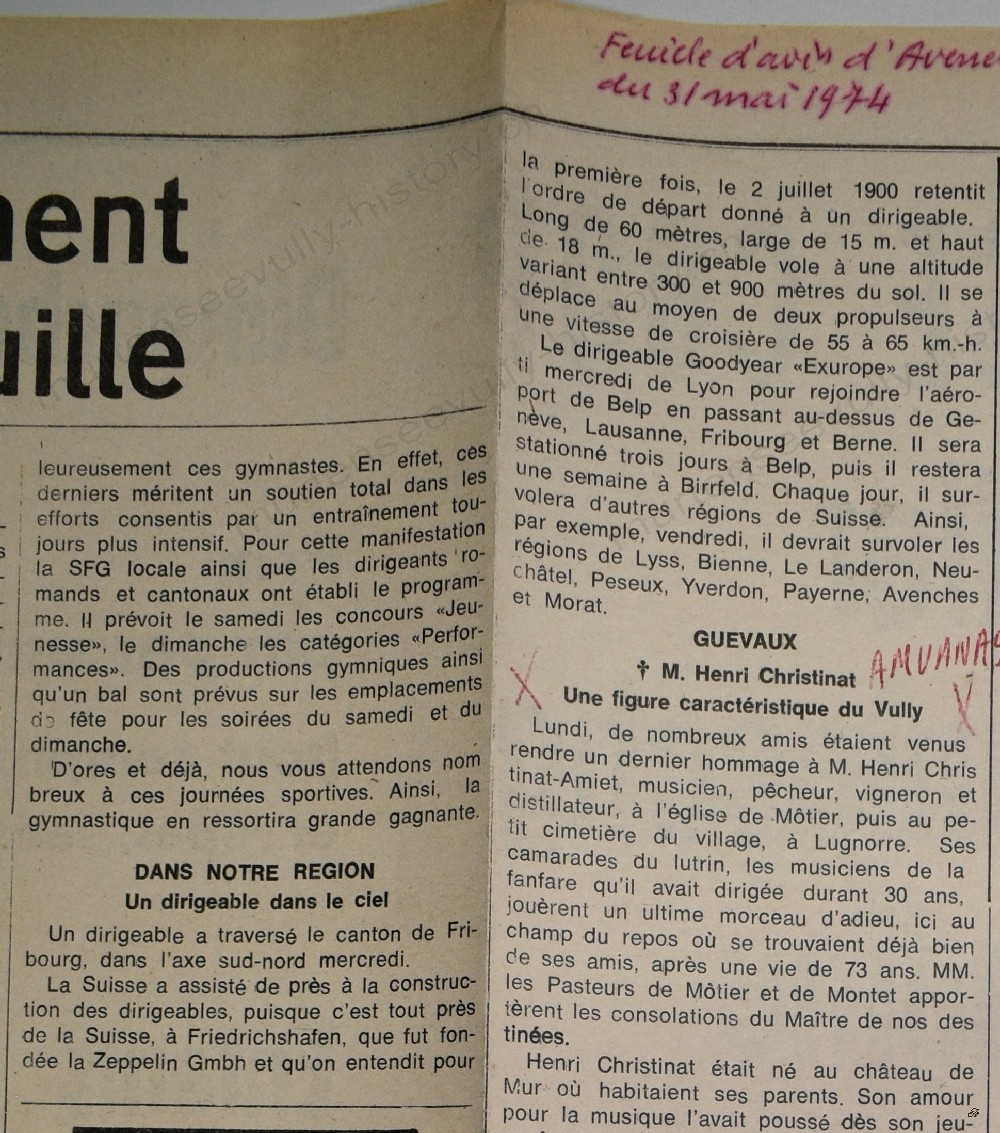 Feuille d'avis d'Avene
du 31 mai 1974
ment
uille
leureusement ces gymnastes. En effet, ces
derniers méritent un soutien total dans les
efforts consentis par un entraînement tou-
jours plus intensif. Pour cette manifestation
la SFG locale ainsi que les dirigeants ro-
mands et cantonaux ont établi le program-
me. Il prévoit le samedi les concours «Jeu-
nesse», le dimanche les catégories «Perfor-
mances». Des productions gymniques ainsi
qu'un bal sont prévus sur les emplacements
de fête pour les soirées du samedi et du
dimanche.
D'ores et déjà, nous vous attendons nom
breux à ces journées sportives. Ainsi, la
gymnastique en ressortira grande gagnante.
DANS NOTRE REGION
Un dirigeable dans le ciel
Un dirigeable a traversé le canton de Fri-
bourg, dans l'axe sud-nord mercredi.
La Suisse a assisté de près à la construc-
tion des dirigeables, puisque c'est tout près
de la Suisse, à Friedrichshafen, que fut fon-
dée la Zeppelin Gmbh et qu'on entendit pour
la première fois, le 2 juillet 1900 retentit
l'ordre de départ donné à un dirigeable.
Long de 60 mètres, large de 15 m. et haut
de 18 m., le dirigeable vole à une altitude
variant entre 300 et 900 mètres du sol. Il se
déplace au moyen de deux propulseurs à
une vitesse de croisière de 55 à 65 km.-h.
Le dirigeable Goodyear «Exurope» est par
ti mercredi de Lyon pour rejoindre l'aéro-
port de Belp en passant au-dessus de Ge-
nève, Lausanne, Fribourg et Berne. Il sera
stationné trois jours à Belp, puis il restera
une semaine à Birrfeld. Chaque jour, il sur-
volera d'autres régions de Suisse. Ainsi,
par exemple, vendredi, il devrait survoler les
régions de Lyss, Bienne, Le Landeron, Neu-
châtel, Peseux, Yverdon, Payerne, Avenches
et Morat.
GUEVAUX
† M. Henri Christinat
Une figure caractéristique du Vully
Lundi, de nombreux amis étaient venus
rendre un dernier hommage à M. Henri Chris
tinat-Amiet, musicien, pêcheur, vigneron et
distillateur, à l'église de Môtier, puis au pe-
tit cimetière du village, à Lugnorre. Ses
camarades du lutrin, les musiciens de la
fanfare qu'il avait dirigée durant 30 ans,
jouèrent un ultime morceau d'adieu, ici au
champ du repos où se trouvaient déjà bien
de ses amis, après une vie de 73 ans. MM.
les Pasteurs de Môtier et de Montet appor-
tèrent les consolations du Maître de nos des
tinées.
Henri Christinat était né au château de
Mur où habitaient ses parents. Son amour
pour la musique l'avait poussé dès son jeu-